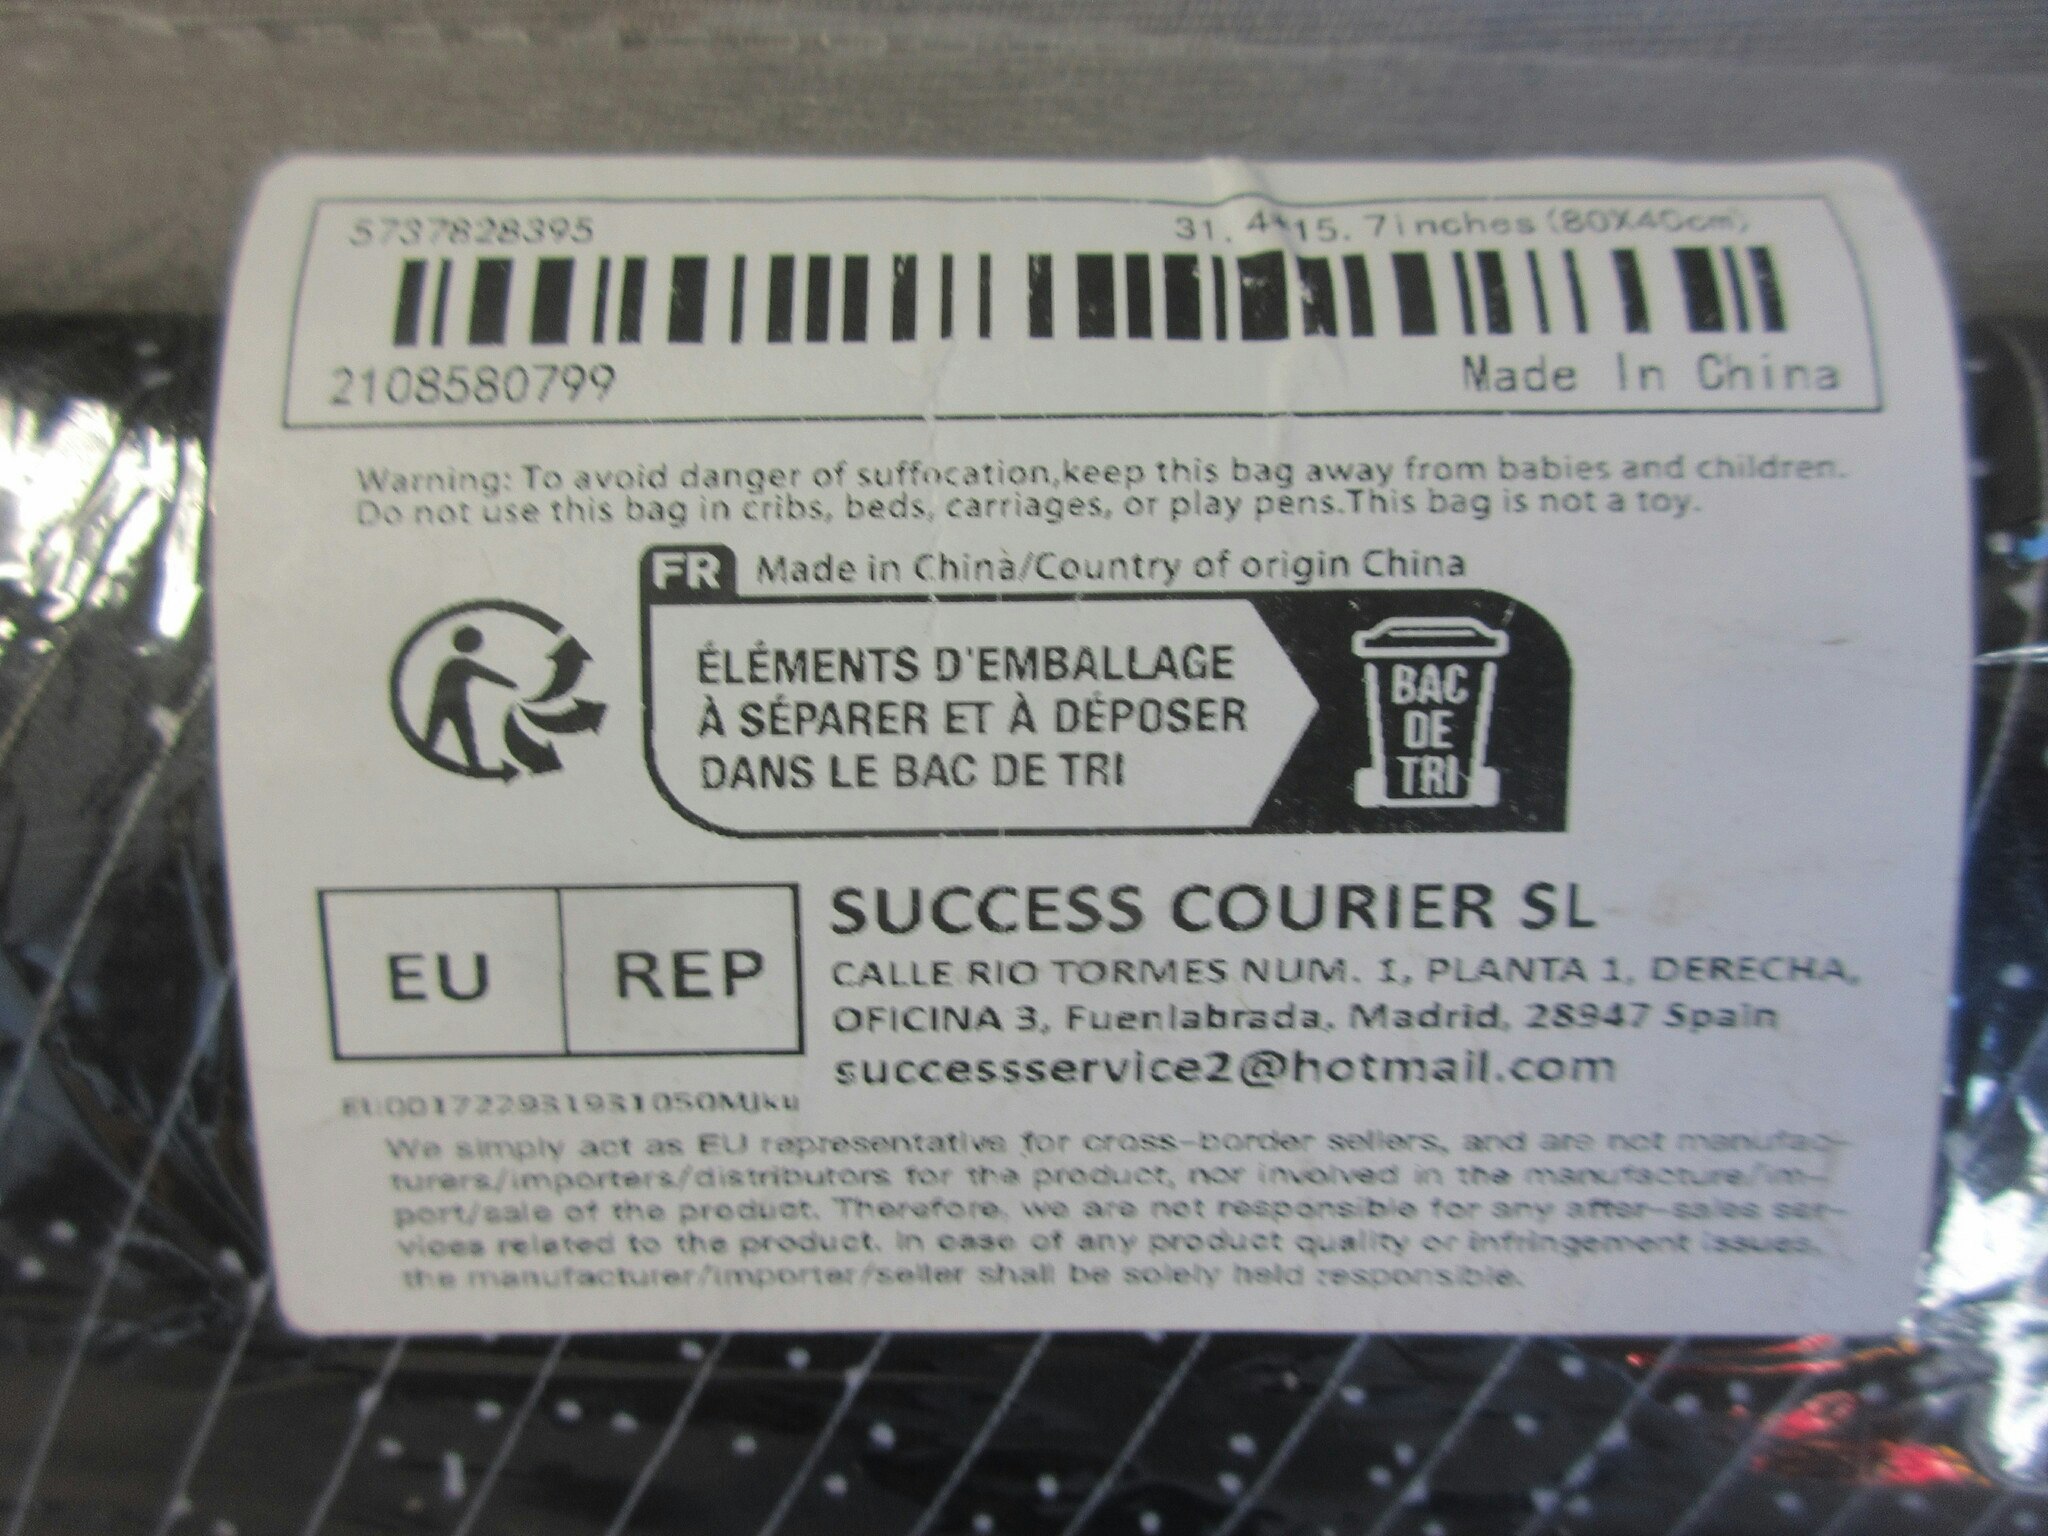 5737828395
31.4*15.7inches(80X40cm)
2108580799
Made In China
Warning: To avoid danger of suffocation,keep this bag away from babies and children.
Do not use this bag in cribs, beds, carriages, or play pens.This bag is not a toy.
FR
Made in China/Country of origin China
ÉLÉMENTS D'EMBALLAGE
À SÉPARER ET À DÉPOSER
DANS LE BAC DE TRI
BAC
DE
TRI
EU
REP
SUCCESS COURIER SL
CALLE RIO TORMES NUM. 1, PLANTA 1, DERECHA,
OFICINA 3, Fuenlabrada, Madrid, 28947 Spain
successservice2@hotmail.com
We simply act as EU representative for cross-border sellers, and are not manufac-
turers/importers/distributors for the product, nor involved in the manufacture/im-
port/sale of the product. Therefore, we are not responsible for any after-sales ser-
vices related to the product. In case of any product quality or infringement issues,
the manufacturer/importer/seller shall be solely held responsible.